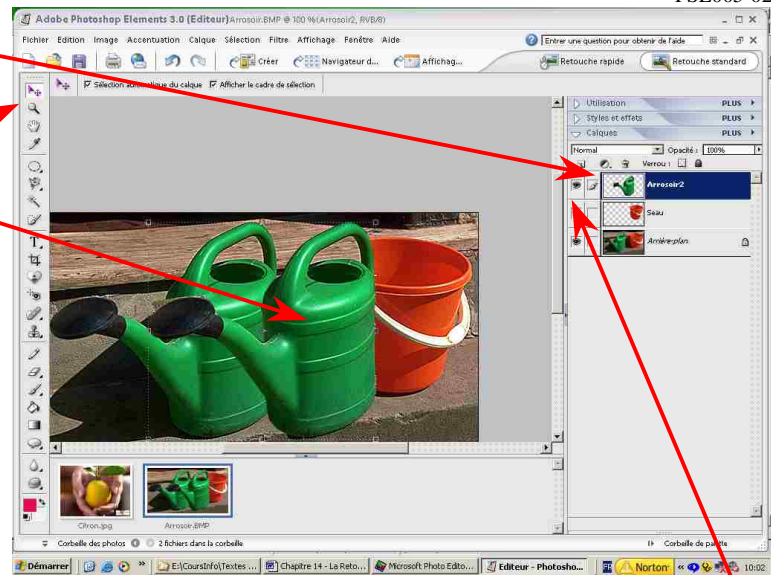 Adobe Photoshop Elements 3.0 (Editeur) Arrosoir.BMP @ 100 % (Arrosoir2, RVB/8)
Fichier Edition Image Accentuation Calque Sélection Filtre Affichage Fenêtre Aide
Entrer une question pour obtenir de l'aide
Créer Navigateur d... Affichag... Retouche rapide Retouche standard
Sélection automatique du calque Afficher le cadre de sélection
Utilisation PLUS
Styles et effets PLUS
Calques PLUS
Normal Opacité : 100%
Verrou :
Arrosoir2
Seau
Arrière-plan
Citron.jpg Arrosoir.BMP
Corbeille des photos 2 fichiers dans la corbeille Corbeille de palette
Démarrer E:\CoursInfo\Textes ... Chapitre 14 - La Reto... Microsoft Photo Edito... Editeur - Photosho... Norton 10:02